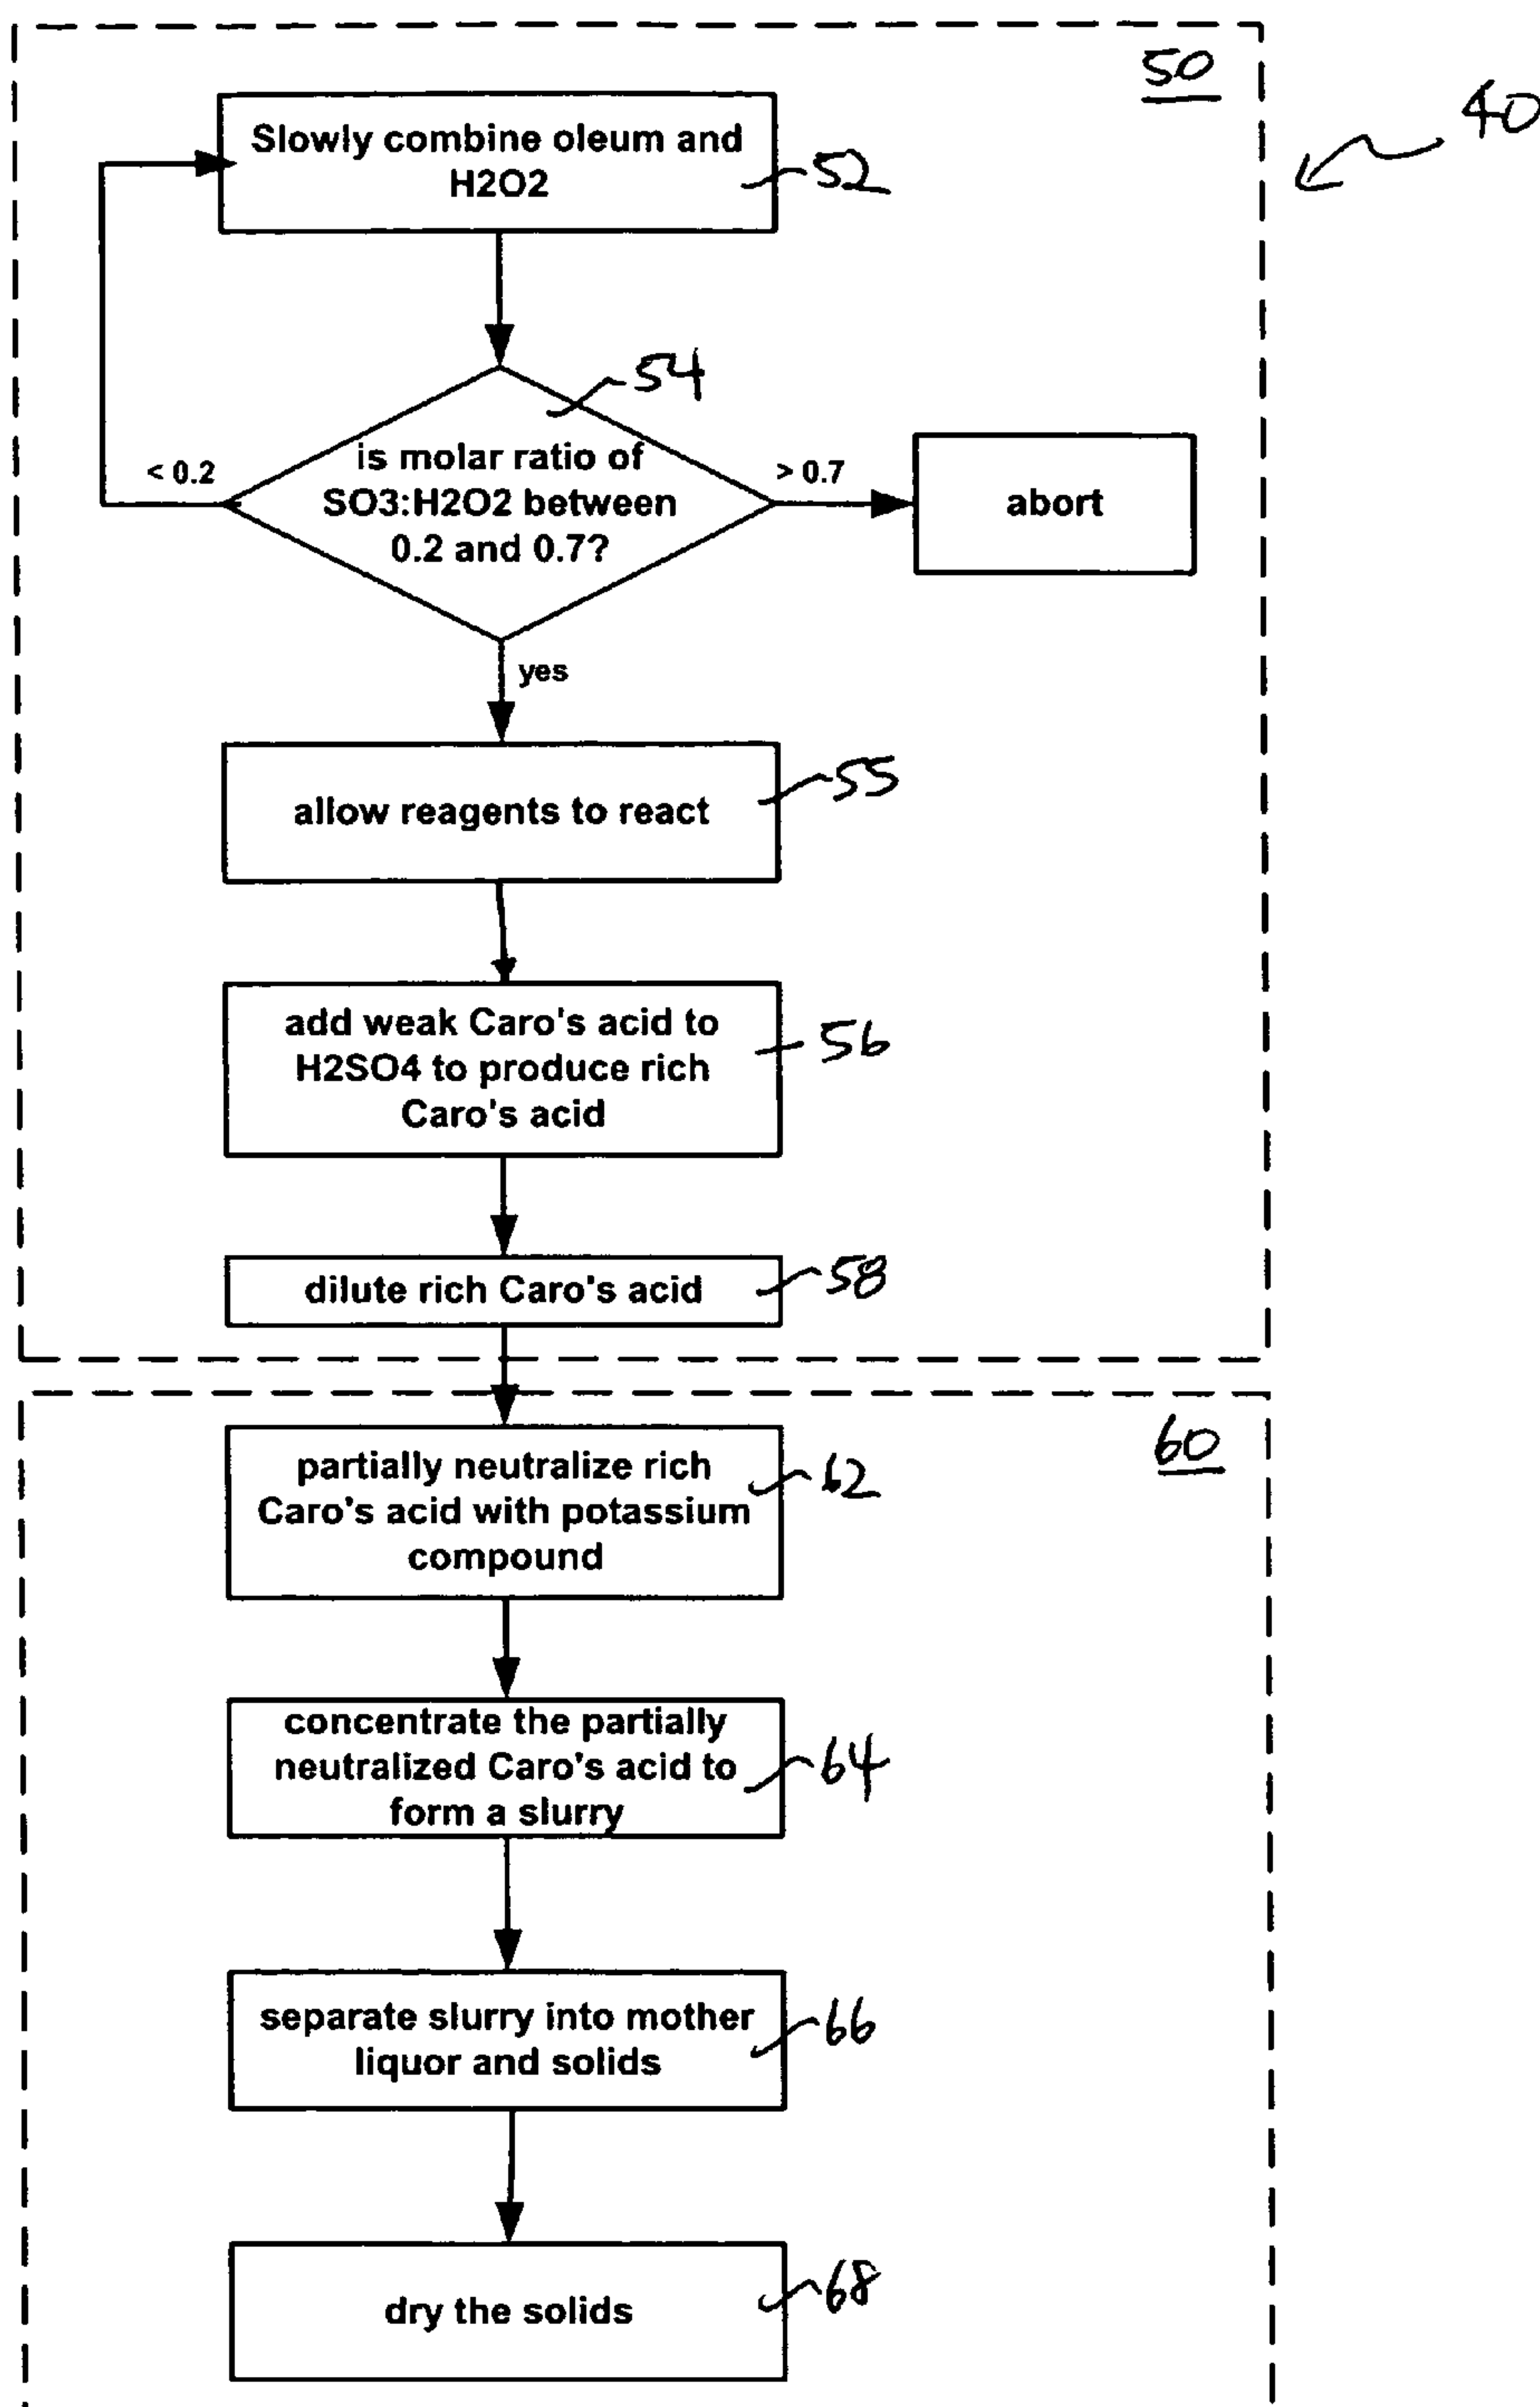 50
40
Slowly combine oleum and
H2O2
52
54
is molar ratio of
SO3:H2O2 between
0.2 and 0.7?
< 0.2
> 0.7
abort
yes
allow reagents to react
55
add weak Caro's acid to
H2SO4 to produce rich
Caro's acid
56
dilute rich Caro's acid
58
60
partially neutralize rich
Caro's acid with potassium
compound
62
concentrate the partially
neutralized Caro's acid to
form a slurry
64
separate slurry into mother
liquor and solids
66
dry the solids
68